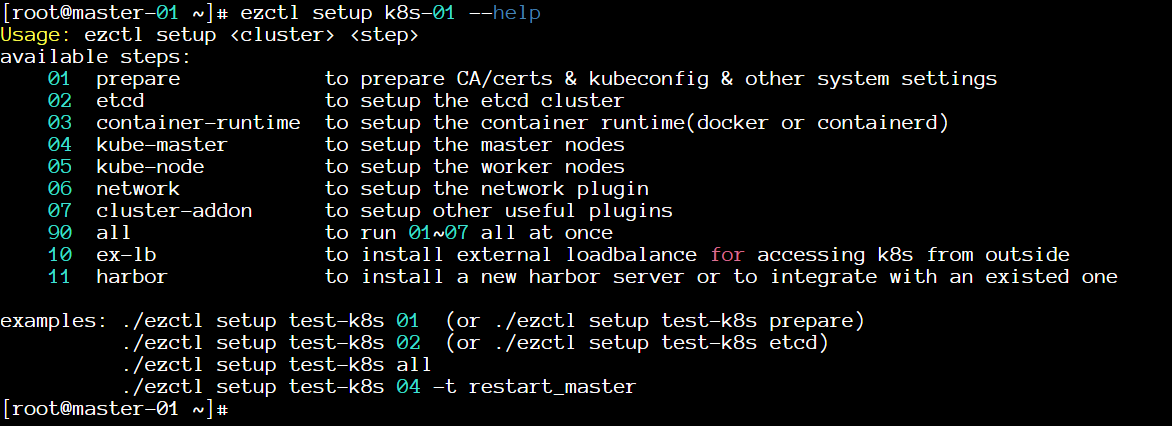 [root@master-01 ~]# ezctl setup k8s-01 --help
Usage: ezctl setup <cluster> <step>
available steps:
    01  prepare            to prepare CA/certs & kubeconfig & other system settings
    02  etcd               to setup the etcd cluster
    03  container-runtime  to setup the container runtime(docker or containerd)
    04  kube-master        to setup the master nodes
    05  kube-node          to setup the worker nodes
    06  network            to setup the network plugin
    07  cluster-addon      to setup other useful plugins
    90  all                to run 01~07 all at once
    10  ex-lb              to install external loadbalance for accessing k8s from outside
    11  harbor             to install a new harbor server or to integrate with an existed one

examples: ./ezctl setup test-k8s 01  (or ./ezctl setup test-k8s prepare)
          ./ezctl setup test-k8s 02  (or ./ezctl setup test-k8s etcd)
          ./ezctl setup test-k8s all
          ./ezctl setup test-k8s 04 -t restart_master
[root@master-01 ~]#